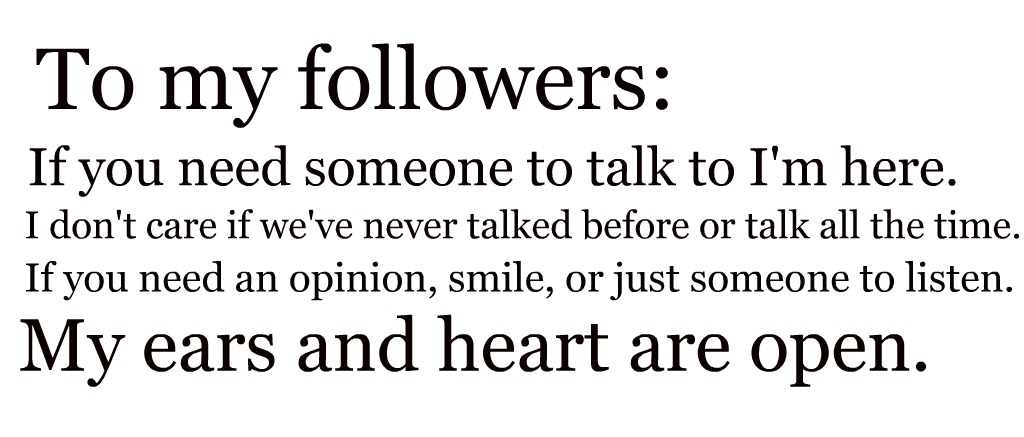 To my followers:
If you need someone to talk to I'm here.
I don't care if we've never talked before or talk all the time.
If you need an opinion, smile, or just someone to listen.
My ears and heart are open.